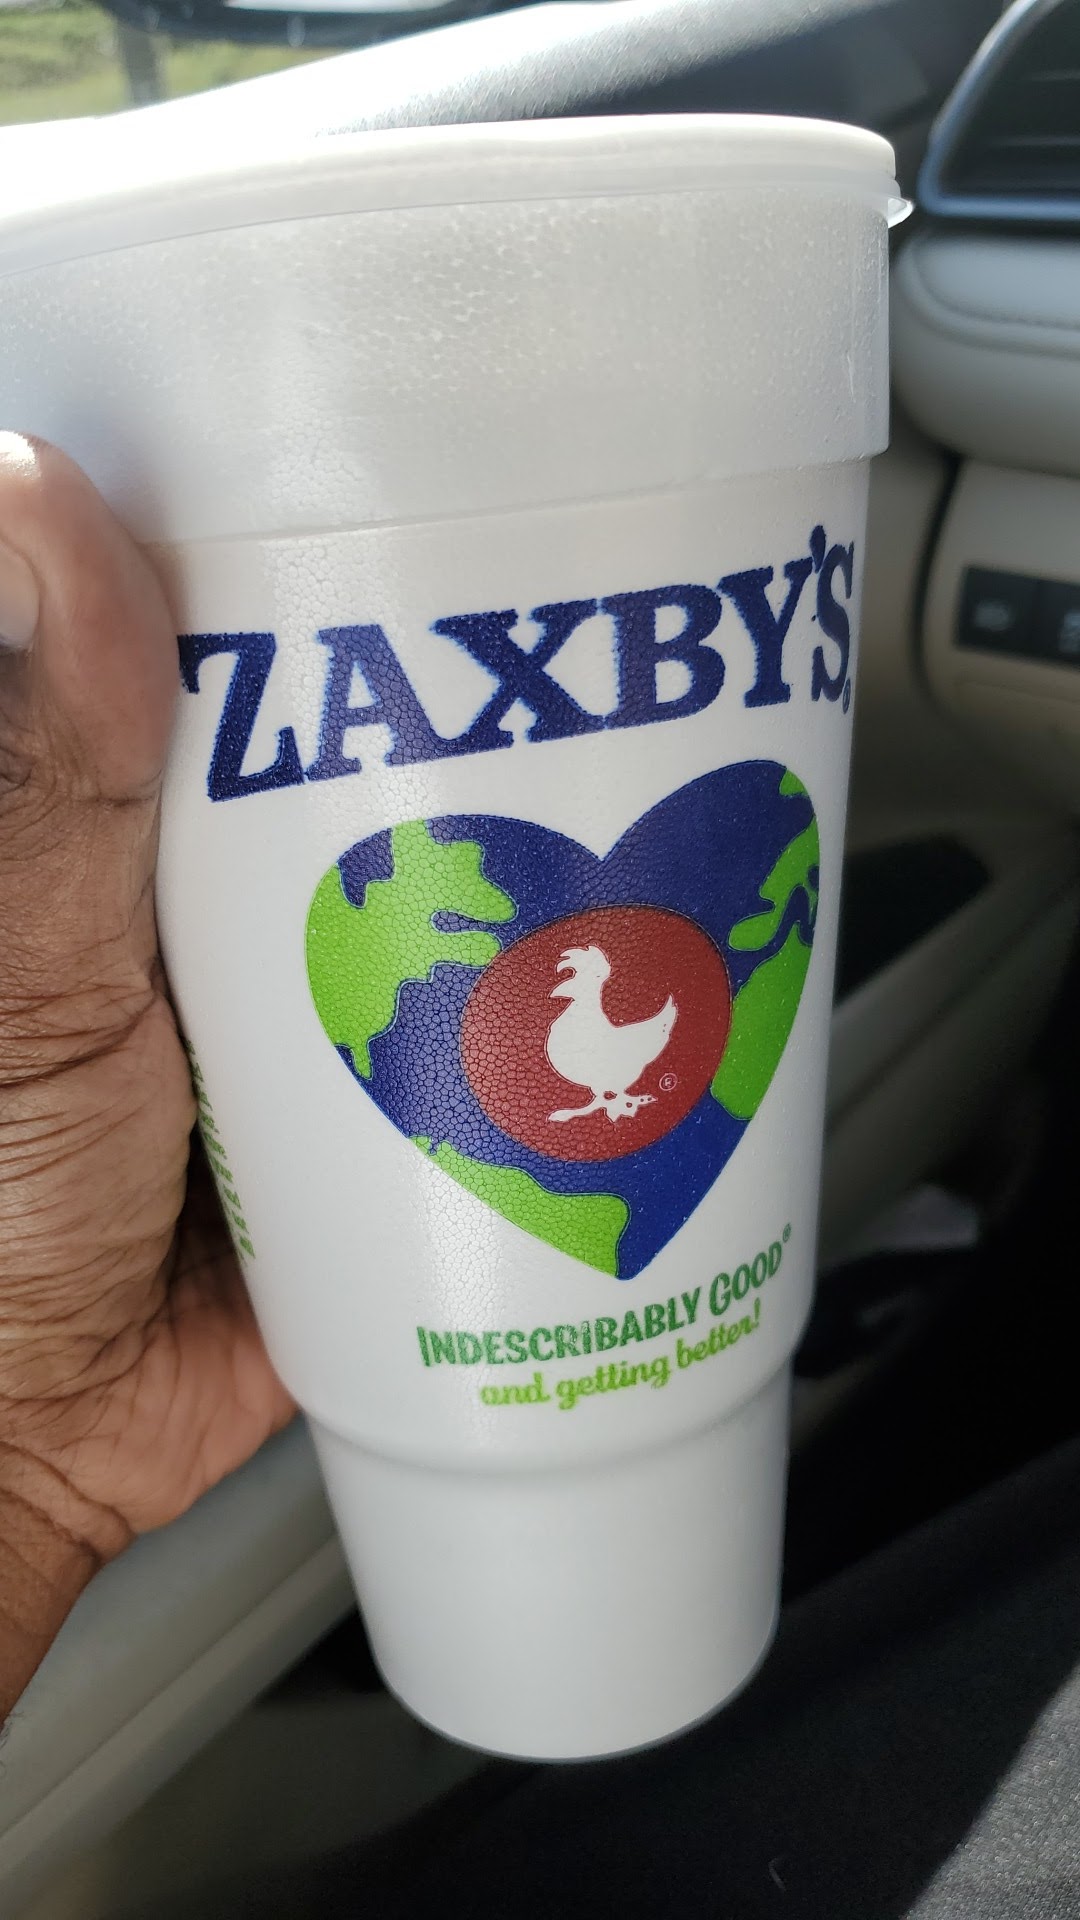 ZAXBY'S®
®
INDESCRIBABLY GOOD®
and getting better!